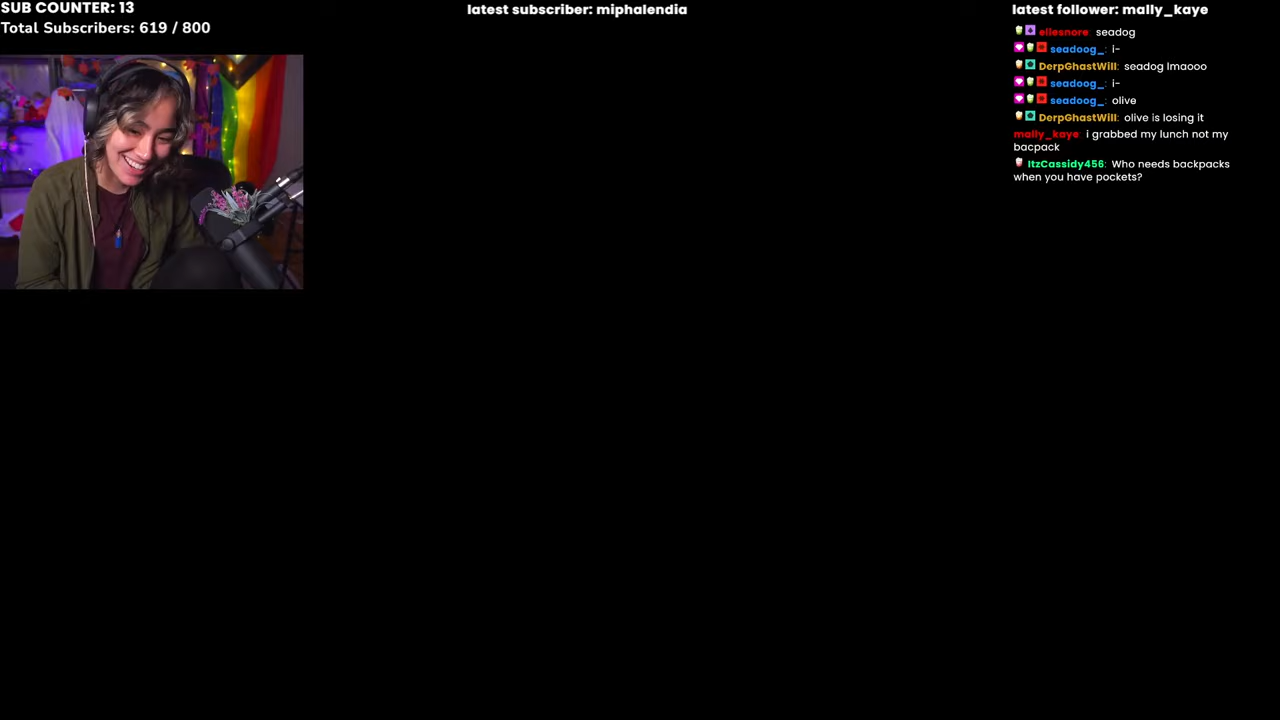 SUB COUNTER: 13
Total Subscribers: 619 / 800
latest subscriber: miphalendia
latest follower: mally_kaye
ellesnore seadog
seadoog_: i-
DerpGhastWill: seadog lmaooo
seadoog_: i-
seadoog_: olive
DerpGhastWill: olive is losing it
mally_kaye i grabbed my lunch not my
bacpack
ItzCassidy456: Who needs backpacks
when you have pockets?